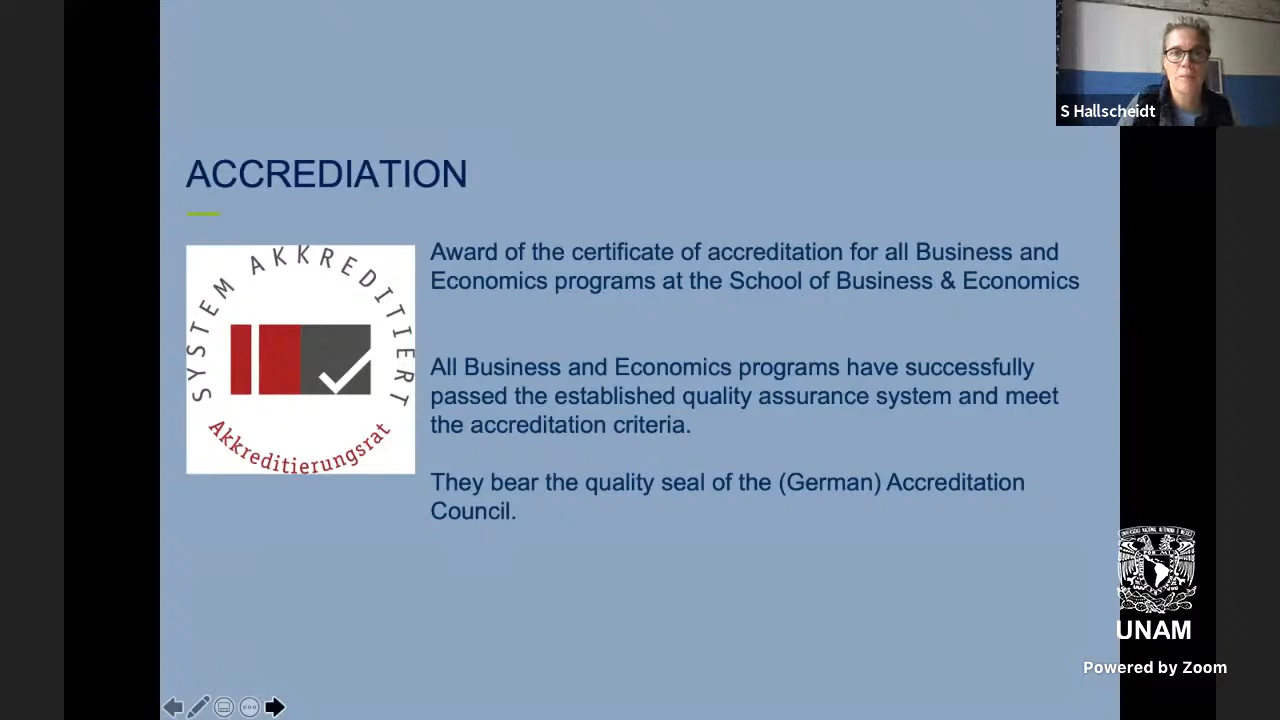 S Hallscheidt
ACCREDIATION
SYSTEM AKKREDITIERT
Akkreditierungsrat
Award of the certificate of accreditation for all Business and
Economics programs at the School of Business & Economics
All Business and Economics programs have successfully
passed the established quality assurance system and meet
the accreditation criteria.
They bear the quality seal of the (German) Accreditation
Council.
UNAM
Powered by Zoom